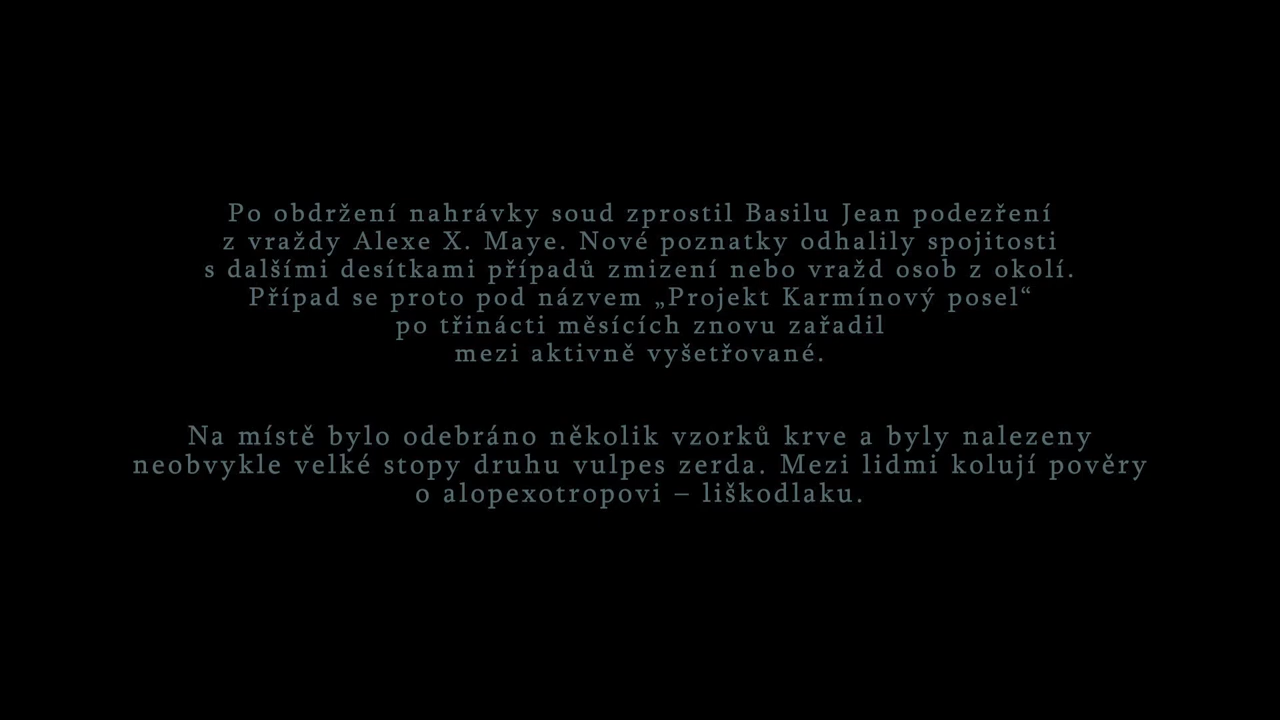 Po obdržení nahrávky soud zprostil Basilu Jean podezření
z vraždy Alexe X. Maye. Nové poznatky odhalily spojitosti
s dalšími desítkami případů zmizení nebo vražd osob z okolí.
Případ se proto pod názvem „Projekt Karmínový posel“
po třinácti měsících znovu zařadil
mezi aktivně vyšetřované.
Na místě bylo odebráno několik vzorků krve a byly nalezeny
neobvykle velké stopy druhu vulpes zerda. Mezi lidmi kolují pověry
o alopexotropovi – liškodlaku.